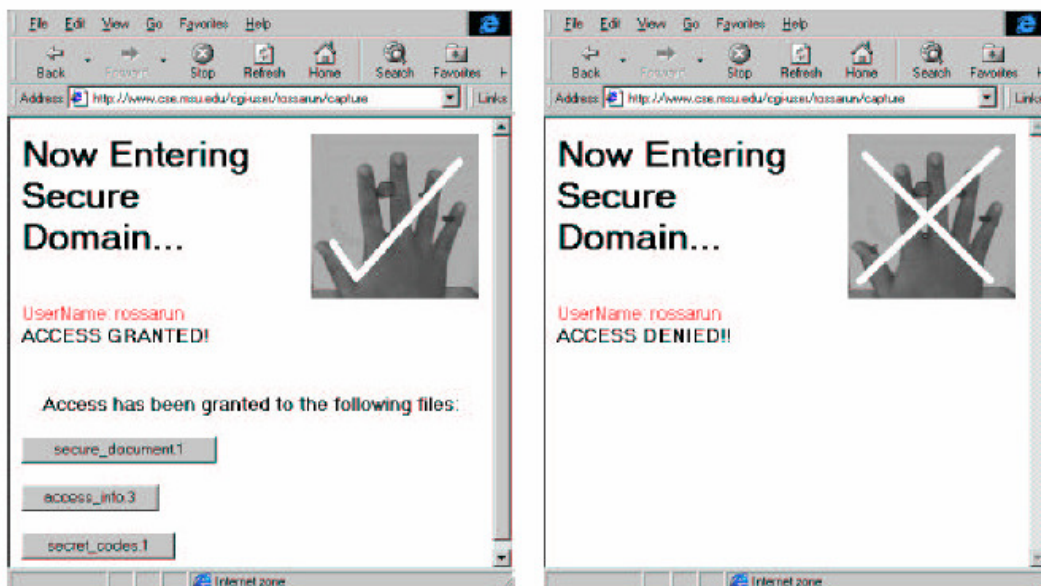 File Edit View Go Favorites Help
Back Forward Stop Refresh Home Search Favorites H
Address http://www.cse.msu.edu/cgi-user/rossarun/capture Links
Now Entering
Secure
Domain...
UserName: rossarun
ACCESS GRANTED!
Access has been granted to the following files:
secure_document.1
access_info.3
secret_codes.1
Internet zone
File Edit View Go Favorites Help
Back Forward Stop Refresh Home Search Favorites H
Address http://www.cse.msu.edu/cgi-user/rossarun/capture Links
Now Entering
Secure
Domain...
UserName: rossarun
ACCESS DENIED!!
Internet zone